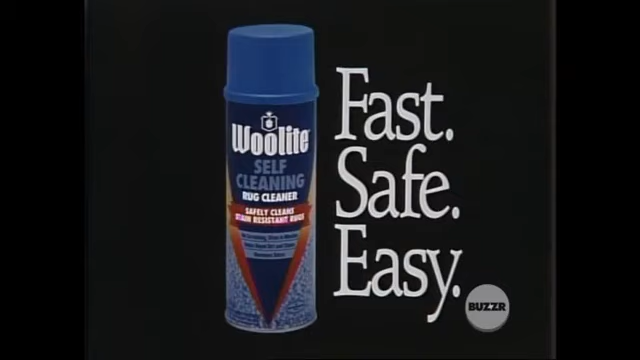 Woolite
SELF
CLEANING
RUG CLEANER
SAFELY CLEANS
STAIN RESISTANT RUGS
Fast.
Safe.
Easy.
BUZZR